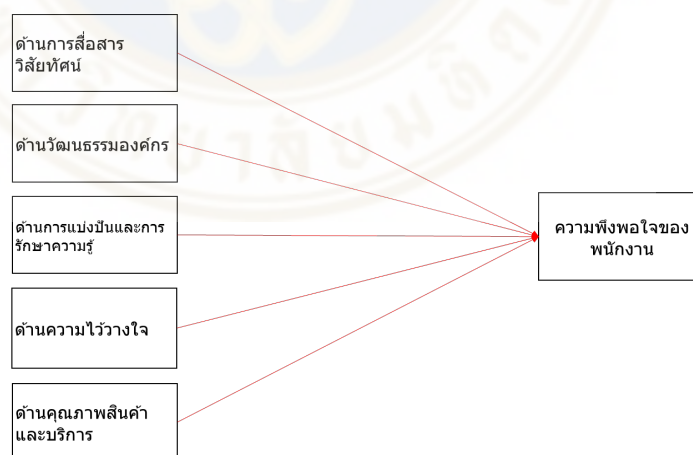 ด้านการสื่อสาร
วิสัยทัศน์
ด้านวัฒนธรรมองค์กร
ด้านการแบ่งปันและการ
รักษาความรู้
ด้านความไว้วางใจ
ด้านคุณภาพสินค้า
และบริการ
ความพึงพอใจของ
พนักงาน